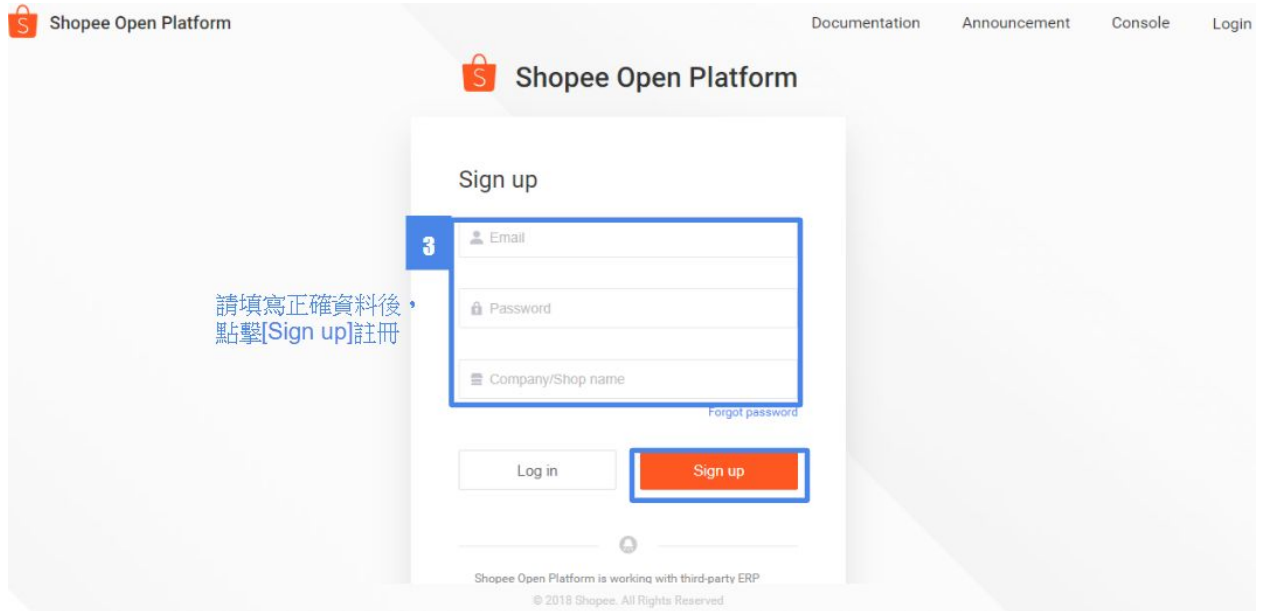 Shopee Open Platform
Documentation
Announcement
Console
Login
Shopee Open Platform
Sign up
3
Email
請填寫正確資料後，
點擊[Sign up]註冊
Password
Company/Shop name
Forgot password
Log in
Sign up
Shopee Open Platform is working with third-party ERP
© 2018 Shopee. All Rights Reserved